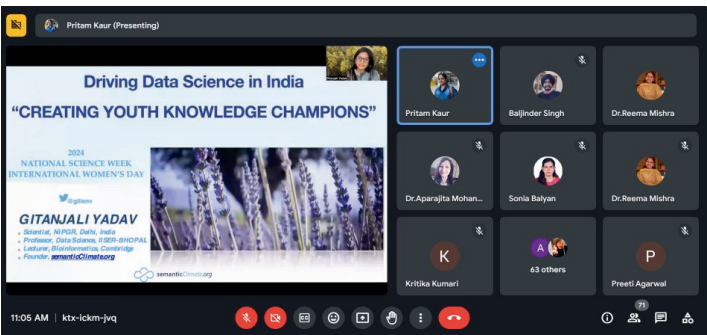 Pritam Kaur (Presenting)
Driving Data Science in India
“CREATING YOUTH KNOWLEDGE CHAMPIONS”
2024
NATIONAL SCIENCE WEEK
INTERNATIONAL WOMEN'S DAY
GITANJALI YADAV
Scientist, NIPGR, Delhi, India
Professor, Data Science, IISER-BHOPAL
Lecturer, Bioinformatics, Cambridge
Founder, semanticClimate.org
semanticClimate.org
Pritam Kaur
Baljinder Singh
Dr.Reema Mishra
Dr.Aparajita Mohan...
Sonia Balyan
Dr.Reema Mishra
K
Kritika Kumari
A
63 others
P
Preeti Agarwal
11:05 AM | ktx-ickm-jvq
CC
71